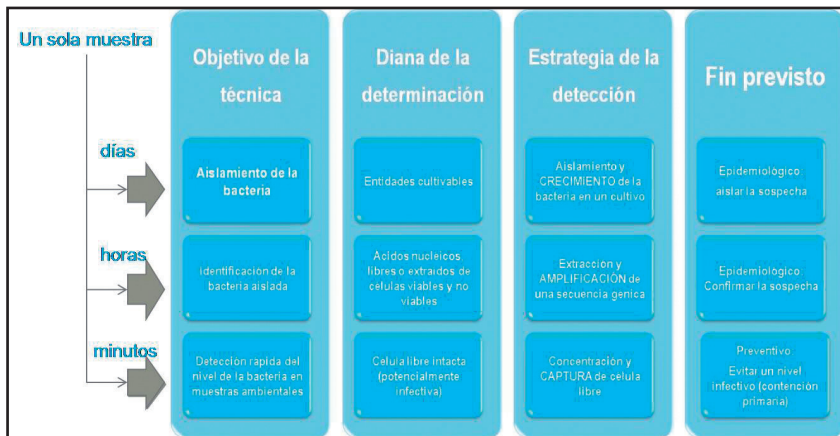 Un sola muestra
Objetivo de la
técnica
Diana de la
determinación
Estrategia de la
detección
Fin previsto
días
Aislamiento de la
bacteria
Entidades cultivables
Aislamiento y
CRECIMIENTO de la
bacteria en un cultivo
Epidemiológico
aislar la sospecha
horas
Identificación de la
bacteria aislada
Acidos nucleicos
libres o extraidos de
celulas viables y no
viables
Extracción y
AMPLIFICACIÓN de
una secuencia genica
Epidemiológico
Confirmar la sospecha
minutos
Detección rapida del
nivel de la bacteria en
muestras ambientales
Celula libre intacta
(potencialmente
infectiva)
Concentración y
CAPTURA de celula
libre
Preventivo
Evitar un nivel
infectivo (contención
primaria)